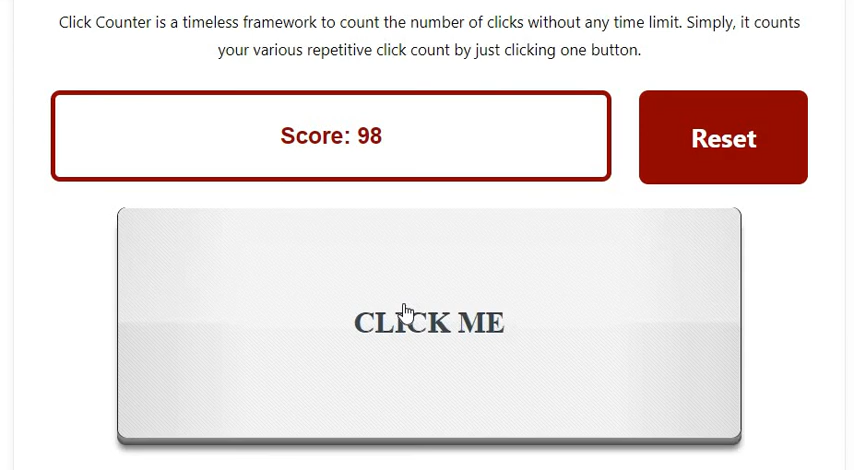 Click Counter is a timeless framework to count the number of clicks without any time limit. Simply, it counts
your various repetitive click count by just clicking one button.
Score: 98
Reset
CLICK ME